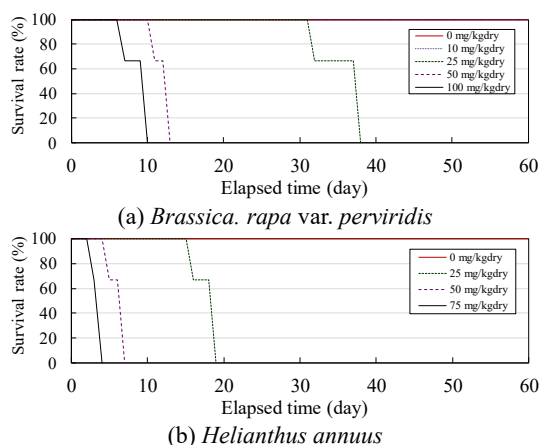 Survival rate (%)
100
80
60
40
20
0
0 mg/kgdry
10 mg/kgdry
25 mg/kgdry
50 mg/kgdry
100 mg/kgdry
0 10 20 30 40 50 60
Elapsed time (day)
(a) Brassica. rapa var. perviridis
Survival rate (%)
100
80
60
40
20
0
0 mg/kgdry
25 mg/kgdry
50 mg/kgdry
75 mg/kgdry
0 10 20 30 40 50 60
Elapsed time (day)
(b) Helianthus annuus